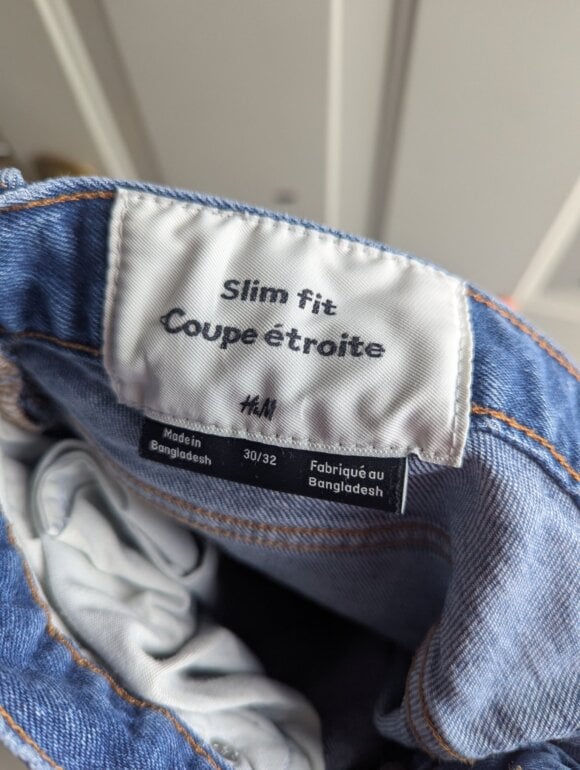 Slim fit
Coupe étroite
H&M
Made in
Bangladesh
30/32
Fabriqué au
Bangladesh